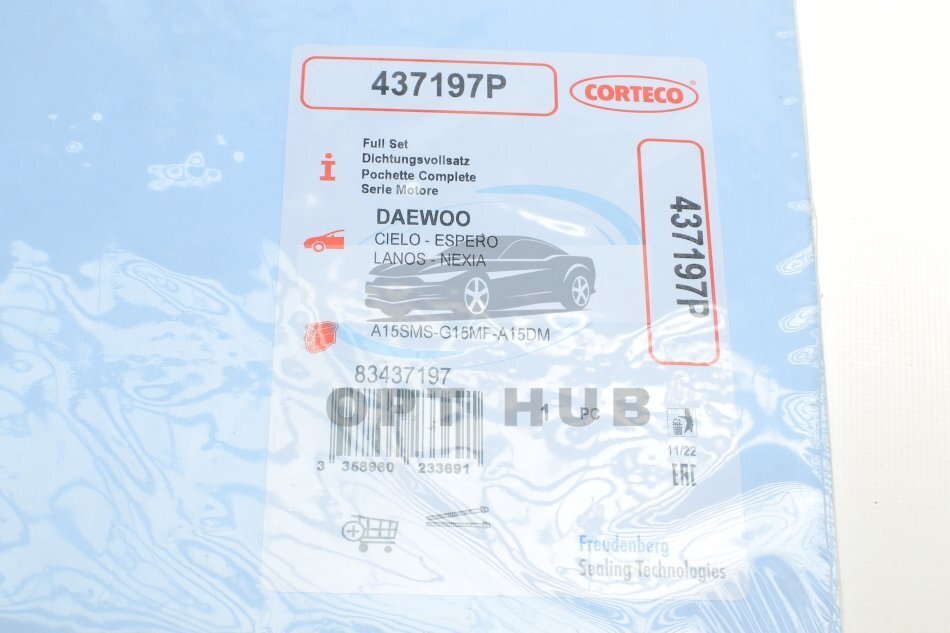 437197P
CORTECO®
Full Set
Dichtungsvollsatz
Pochette Complete
Serie Motore
DAEWOO
CIELO - ESPERO
LANOS - NEXIA
437197P
A15SMS-G15MF-A15DM
83437197
OPT HUB
1 PC
3 358960 233691
11/22
EAC
Freudenberg
Sealing Technologies